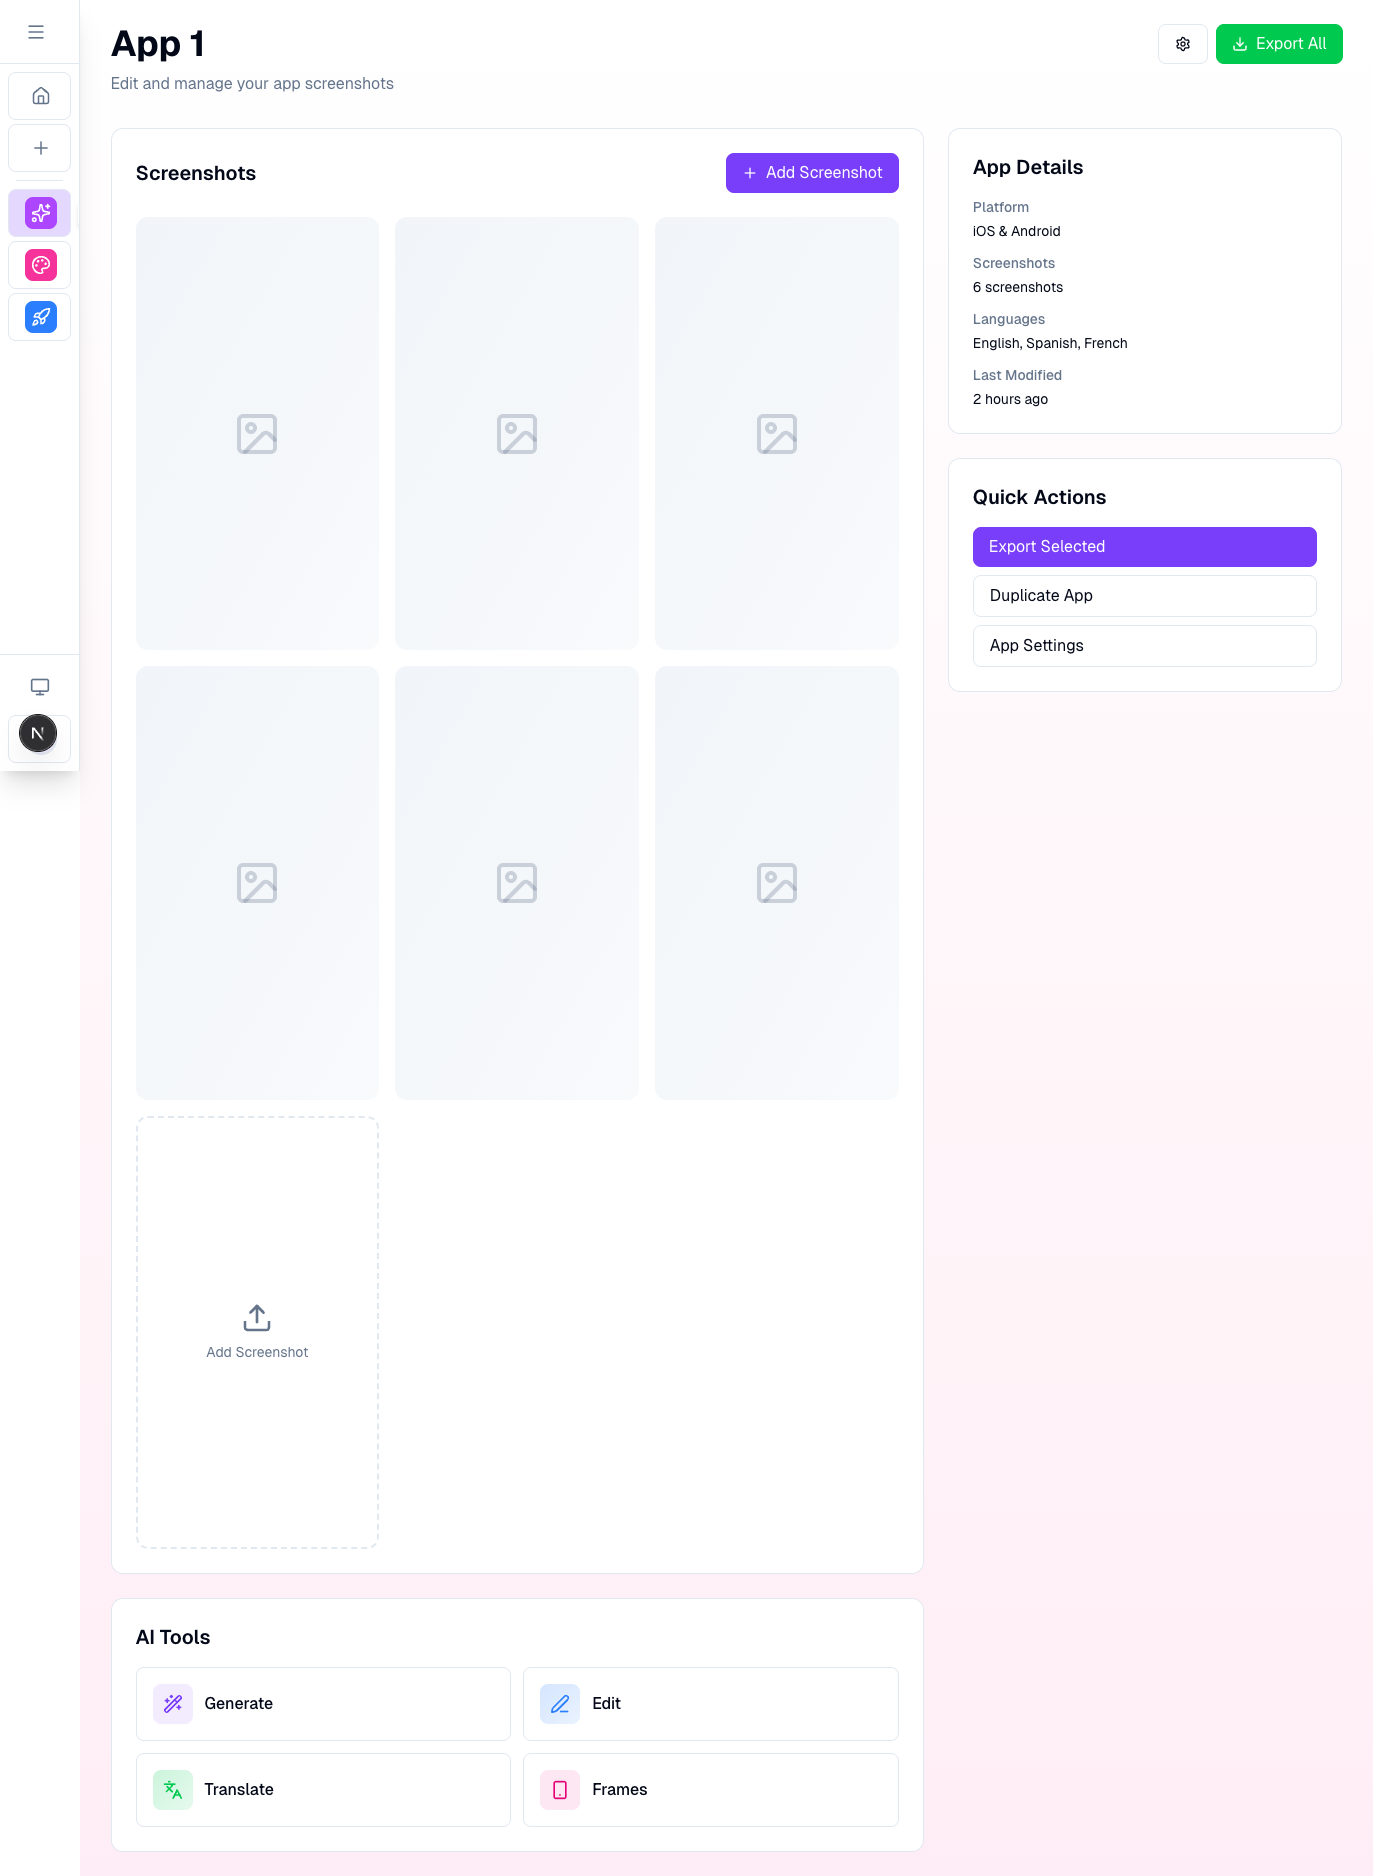 App 1
Edit and manage your app screenshots
Export All
Screenshots
Add Screenshot
Add Screenshot
App Details
Platform
iOS & Android
Screenshots
6 screenshots
Languages
English, Spanish, French
Last Modified
2 hours ago
Quick Actions
Export Selected
Duplicate App
App Settings
AI Tools
Generate
Edit
Translate
Frames
N